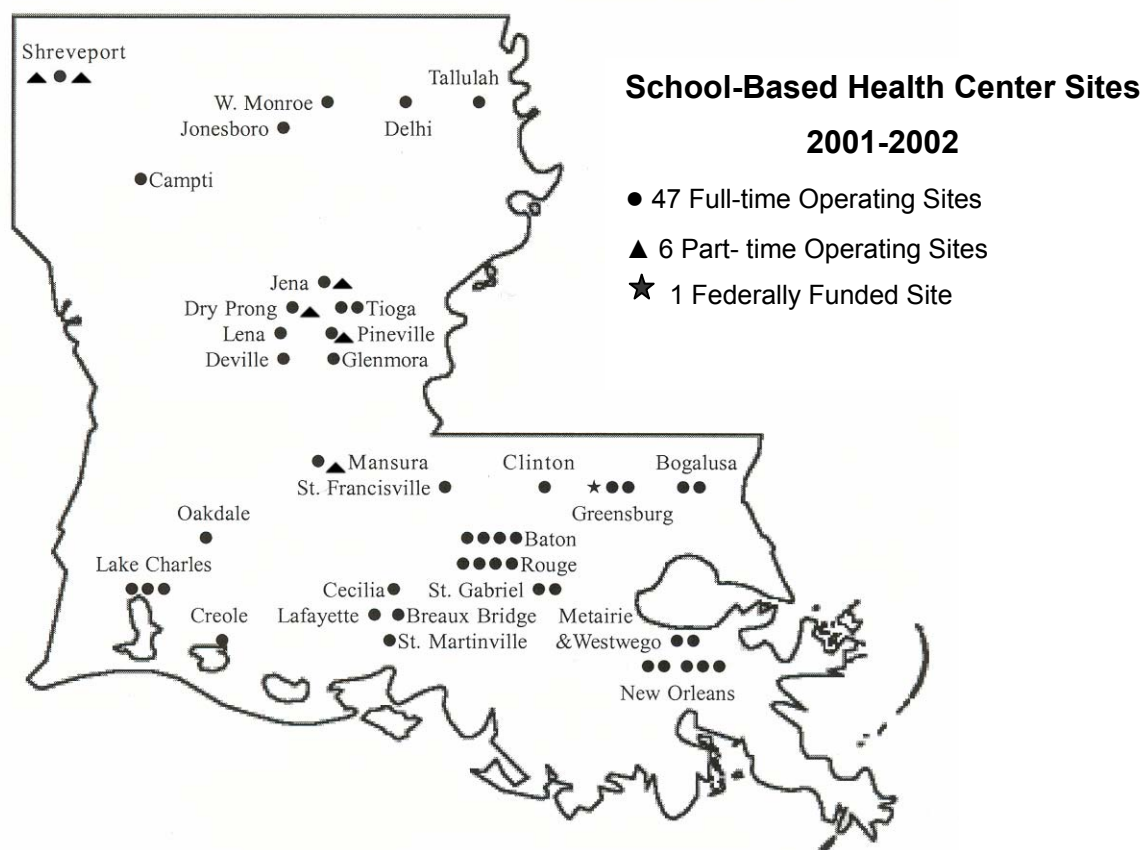 School-Based Health Center Sites
2001-2002
● 47 Full-time Operating Sites
▲ 6 Part- time Operating Sites
★ 1 Federally Funded Site
Shreveport
Tallulah
W. Monroe
Delhi
Jonesboro
Campti
Jena
Dry Prong
Tioga
Lena
Pineville
Deville
Glenmora
Mansura
Clinton
Bogalusa
St. Francisville
Greensburg
Oakdale
Baton
Rouge
Lake Charles
Cecilia
St. Gabriel
Creole
Lafayette
Breaux Bridge
Metairie
&Westwego
St. Martinville
New Orleans